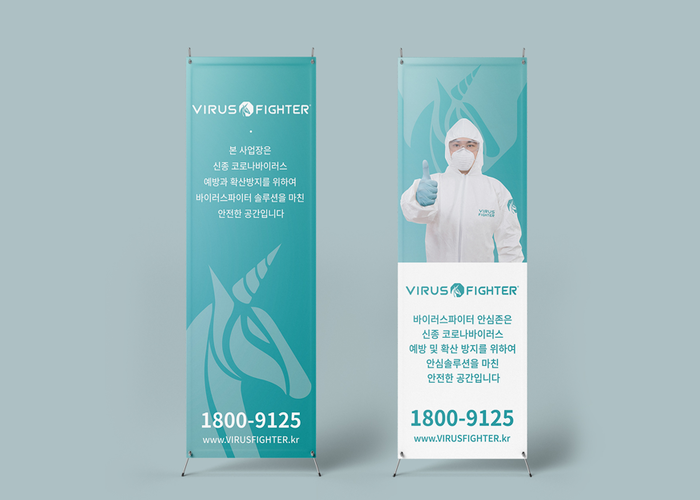 VIRUS FIGHTER
본 사업장은
신종 코로나바이러스
예방과 확산방지를 위하여
바이러스파이터 솔루션을 마친
안전한 공간입니다
1800-9125
www.VIRUSFIGHTER.kr
VIRUS
FIGHTER
VIRUS FIGHTER
바이러스파이터 안심존은
신종 코로나바이러스
예방 및 확산 방지를 위하여
안심솔루션을 마친
안전한 공간입니다
1800-9125
www.VIRUSFIGHTER.kr